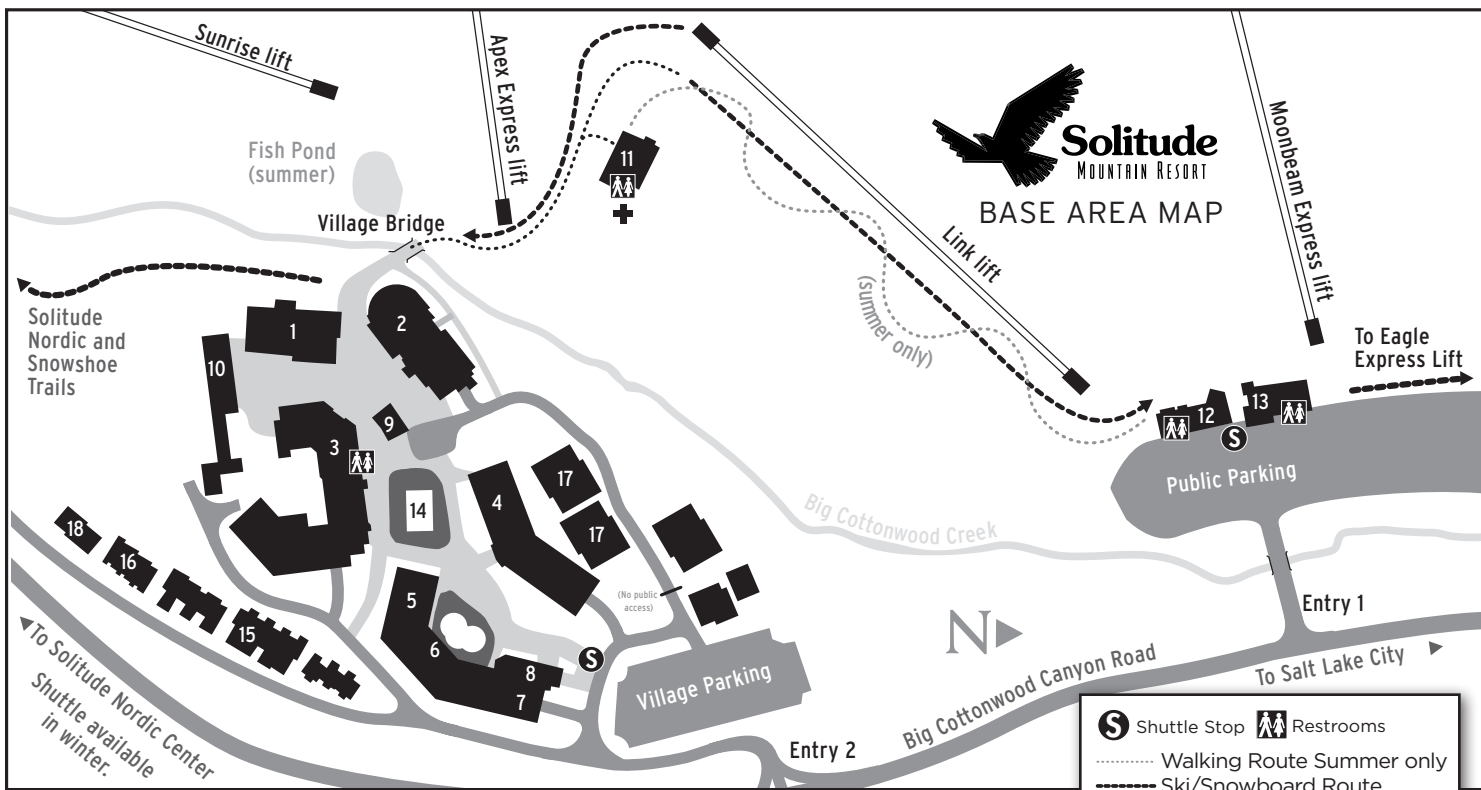 Sunrise lift
Apex Express lift
Fish Pond
(summer)
Village Bridge
11
Solitude
MOUNTAIN RESORT
BASE AREA MAP
Moonbeam Express lift
Link lift
(summer only)
To Eagle
Express Lift
Solitude
Nordic and
Snowshoe
Trails
1
2
10
9
3
14
4
17
17
12
13
S
Public Parking
Big Cottonwood Creek
18
16
15
5
6
8
7
S
(No public
access)
Village Parking
N
Entry 1
Entry 2
Big Cottonwood Canyon Road
To Salt Lake City
To Solitude Nordic Center
Shuttle available
in winter.
S Shuttle Stop
Restrooms
Walking Route Summer only
Ski/Snowboard Route